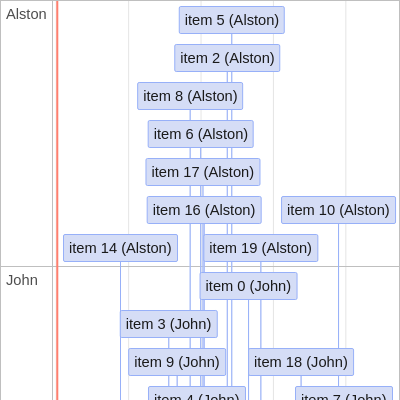 Alston
item 5 (Alston)
item 2 (Alston)
item 8 (Alston)
item 6 (Alston)
item 17 (Alston)
item 16 (Alston)
item 10 (Alston)
item 14 (Alston)
item 19 (Alston)
John
item 0 (John)
item 3 (John)
item 9 (John)
item 18 (John)
item 4 (John)
item 7 (John)